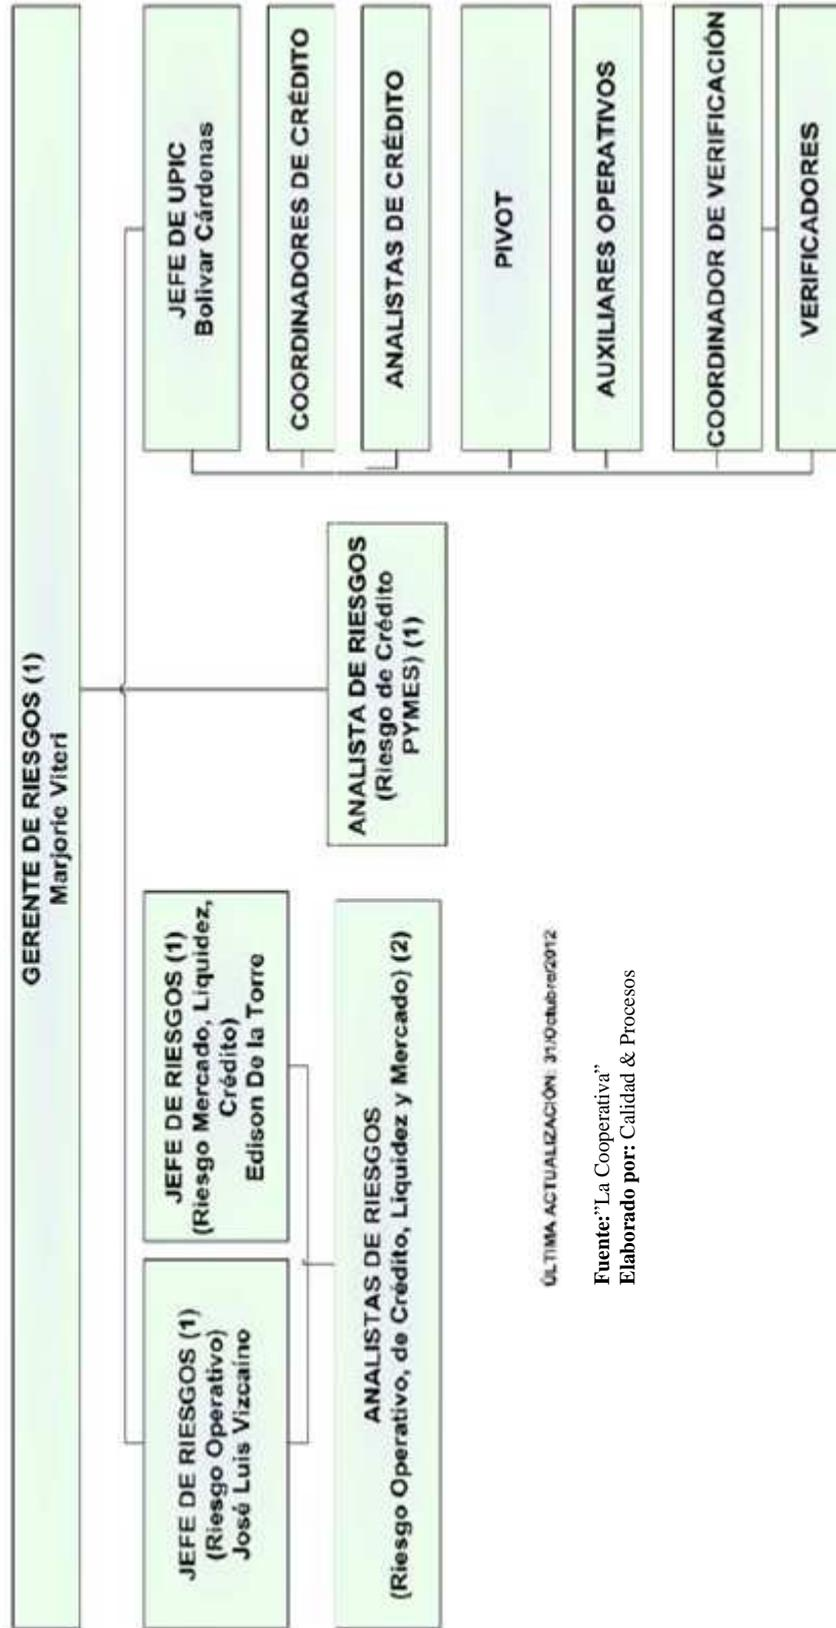 GERENTE DE RIESGOS (1)
Marjorie Viteri
JEFE DE RIESGOS (1)
(Riesgo Operativo)
José Luis Vizcaíno
JEFE DE RIESGOS (1)
(Riesgo Mercado, Liquidez,
Crédito)
Edison De la Torre
JEFE DE UPIC
Bolívar Cárdenas
ANALISTAS DE RIESGOS
(Riesgo Operativo, de Crédito, Liquidez y Mercado) (2)
ANALISTA DE RIESGOS
(Riesgo de Crédito
PYMES) (1)
COORDINADORES DE CRÉDITO
ANALISTAS DE CRÉDITO
PIVOT
AUXILIARES OPERATIVOS
COORDINADOR DE VERIFICACIÓN
VERIFICADORES
ÚLTIMA ACTUALIZACIÓN: 31/Octubre/2012
Fuente:”La Cooperativa”
Elaborado por: Calidad & Procesos